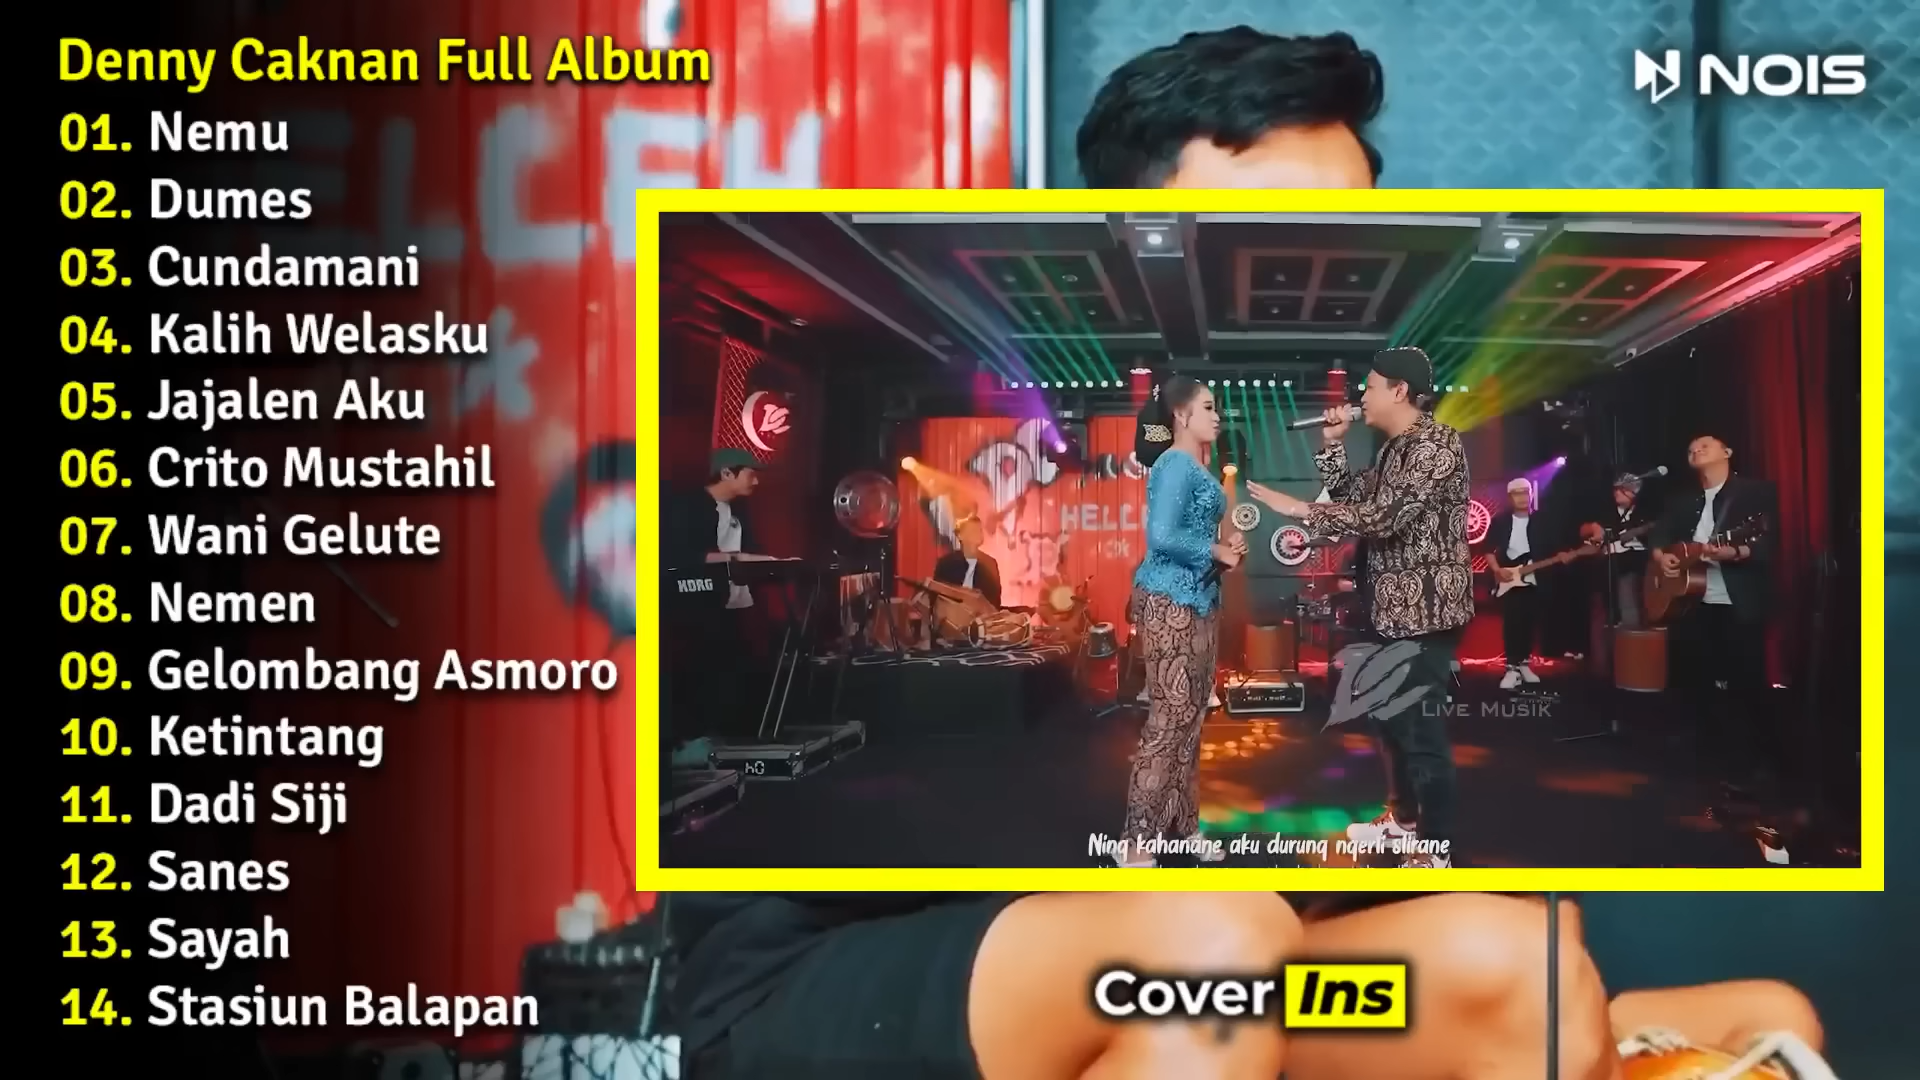 Denny Caknan Full Album
01. Nemu
02. Dumes
03. Cundamani
04. Kalih Welasku
05. Jajalen Aku
06. Crito Mustahil
07. Wani Gelute
08. Nemen
09. Gelombang Asmoro
10. Ketintang
11. Dadi Siji
12. Sanes
13. Sayah
14. Stasiun Balapan
NOIS
KORG
HELL
LIVE MUSIK
Ning kahanane aku durung ngerti slirane
Cover Ins